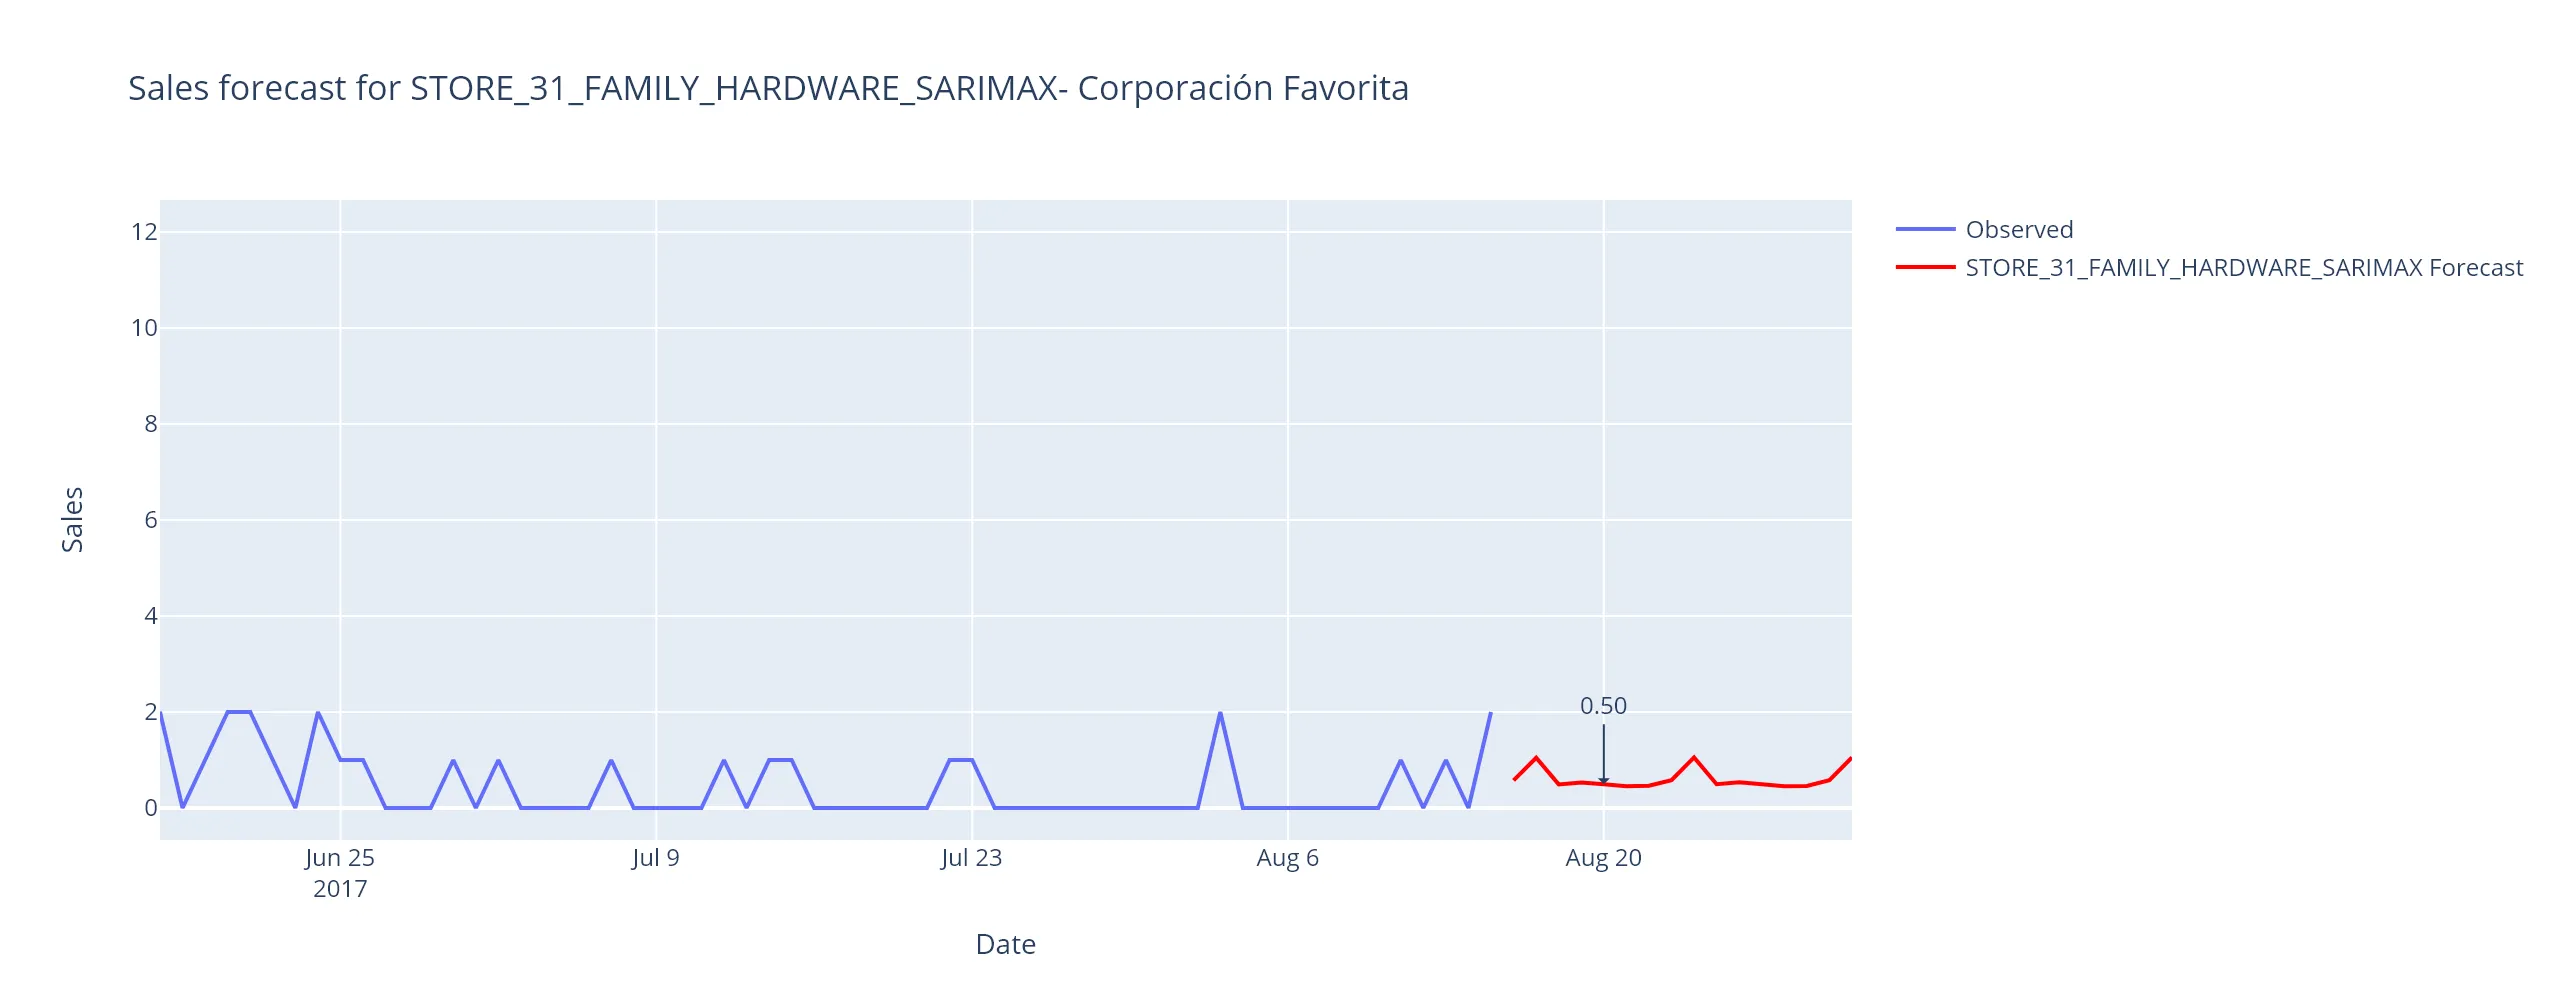 Sales forecast for STORE_31_FAMILY_HARDWARE_SARIMAX- Corporación Favorita
Observed
STORE_31_FAMILY_HARDWARE_SARIMAX Forecast
12
10
8
6
4
2
0
Sales
0.50
Jun 25
2017
Jul 9
Jul 23
Aug 6
Aug 20
Date